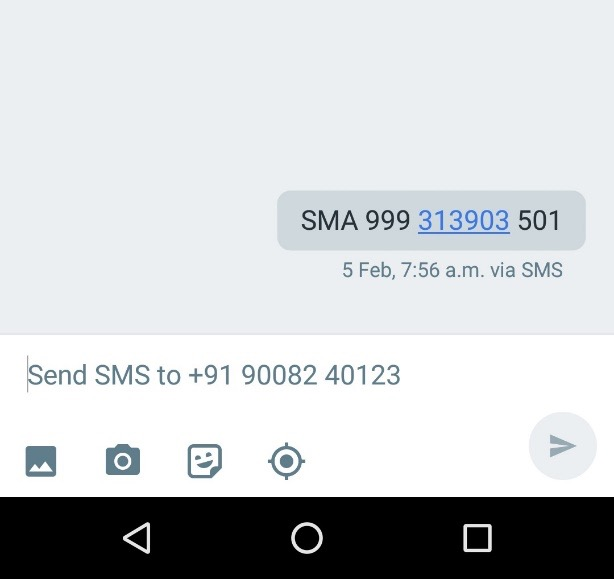 SMA 999 313903 501
5 Feb, 7:56 a.m. via SMS
Send SMS to +91 90082 40123